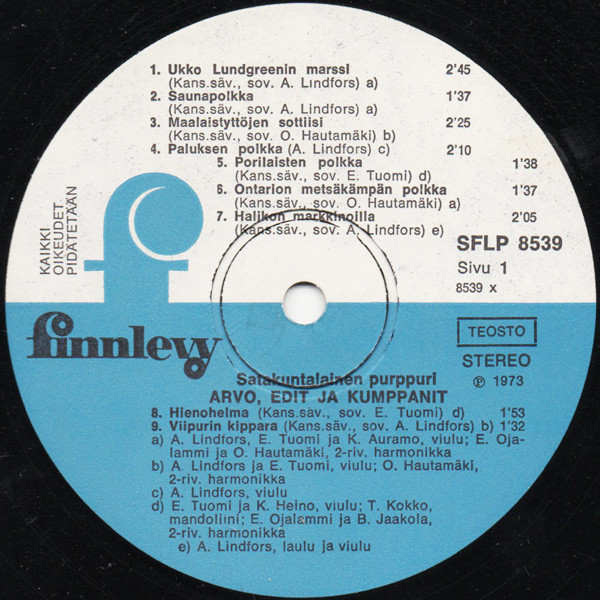 1. Ukko Lundgreenin marssi 2'45
(Kans.säv., sov. A. Lindfors) a)
2. Saunapolkka 1'37
(Kans.säv., sov. A. Lindfors) a)
3. Maalaistyttöjen sottiisi 2'25
(Kans.säv., sov. O. Hautamäki) b)
4. Paluksen polkka (A. Lindfors) c) 2'10
5. Porilaisten polkka 1'38
(Kans.säv., sov. E. Tuomi) d)
6. Ontarion metsäkämpän polkka 1'37
(Kans.säv., sov. O. Hautamäki) a)
7. Halikon markkinoilla 2'05
(Kans.säv., sov. A. Lindfors) e)
KAIKKI
OIKEUDET
PIDÄTETÄÄN
SFLP 8539
Sivu 1
8539 x
finnlevy
TEOSTO
STEREO
℗ 1973
Satakuntalainen purppuri
ARVO, EDIT JA KUMPPANIT
8. Hienohelma (Kans.säv., sov. E. Tuomi) d) 1'53
9. Viipurin kippara (Kans.säv., sov. A. Lindfors) b) 1'32
a) A. Lindfors, E. Tuomi ja K. Auramo, viulu; E. Oja-
lammi ja O. Hautamäki, 2-riv. harmonikka
b) A. Lindfors ja E. Tuomi, viulu; O. Hautamäki,
2-riv. harmonikka
c) A. Lindfors, viulu
d) E. Tuomi ja K. Heino, viulu; T. Kokko,
mandoliini; E. Ojalammi ja B. Jaakola,
2-riv. harmonikka
e) A. Lindfors, laulu ja viulu